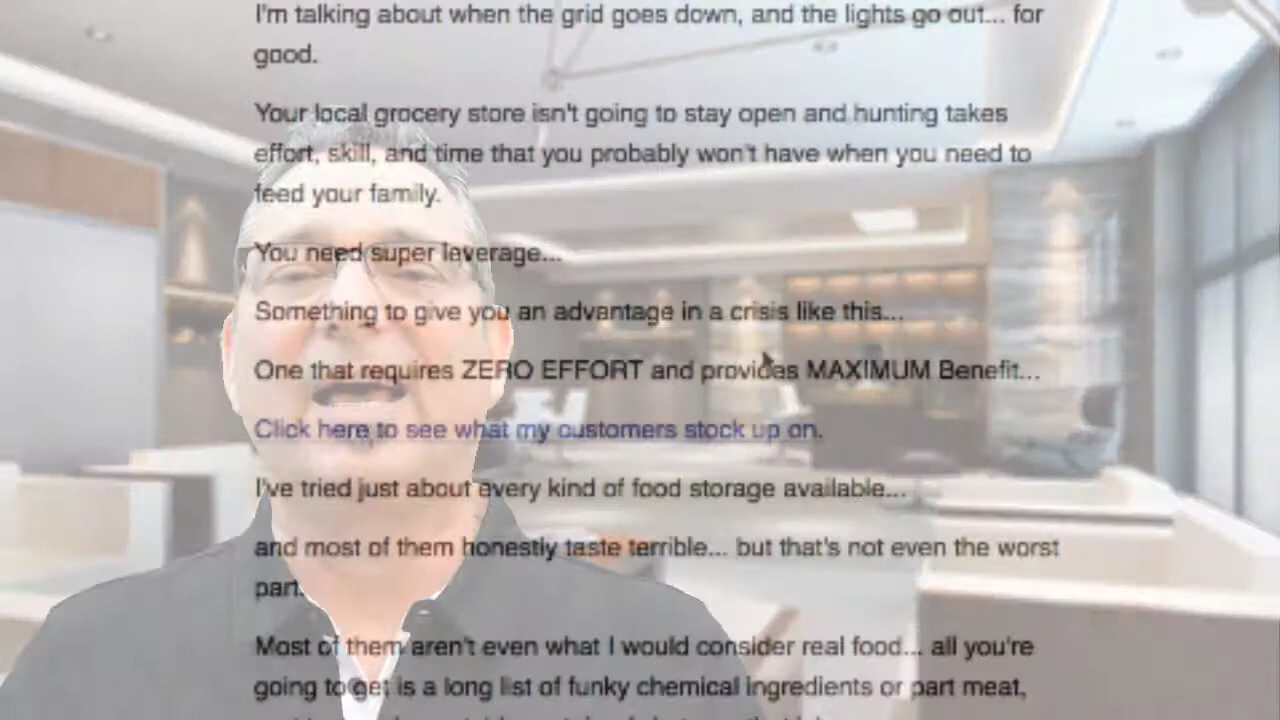 I'm talking about when the grid goes down, and the lights go out... for
good.
Your local grocery store isn't going to stay open and hunting takes
effort, skill, and time that you probably won't have when you need to
feed your family.
You need super leverage...
Something to give you an advantage in a crisis like this...
One that requires ZERO EFFORT and provides MAXIMUM Benefit...
Click here to see what my customers stock up on.
I've tried just about every kind of food storage available...
and most of them honestly taste terrible... but that's not even the worst
part.
Most of them aren't even what I would consider real food... all you're
going to get is a long list of funky chemical ingredients or part meat,